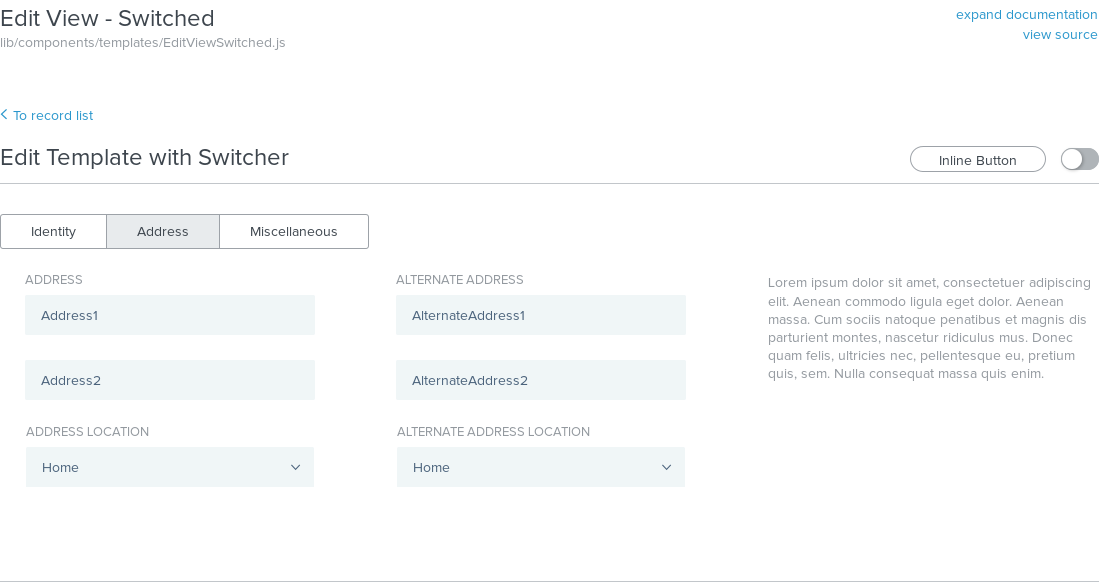 Edit View - Switched
lib/components/templates/EditViewSwitched.js
expand documentation
view source
To record list
Edit Template with Switcher
Inline Button
Identity
Address
Miscellaneous
ADDRESS
Address1
Address2
ADDRESS LOCATION
Home
ALTERNATE ADDRESS
AlternateAddress1
AlternateAddress2
ALTERNATE ADDRESS LOCATION
Home
Lorem ipsum dolor sit amet, consectetuer adipiscing
elit. Aenean commodo ligula eget dolor. Aenean
massa. Cum sociis natoque penatibus et magnis dis
parturient montes, nascetur ridiculus mus. Donec
quam felis, ultricies nec, pellentesque eu, pretium
quis, sem. Nulla consequat massa quis enim.